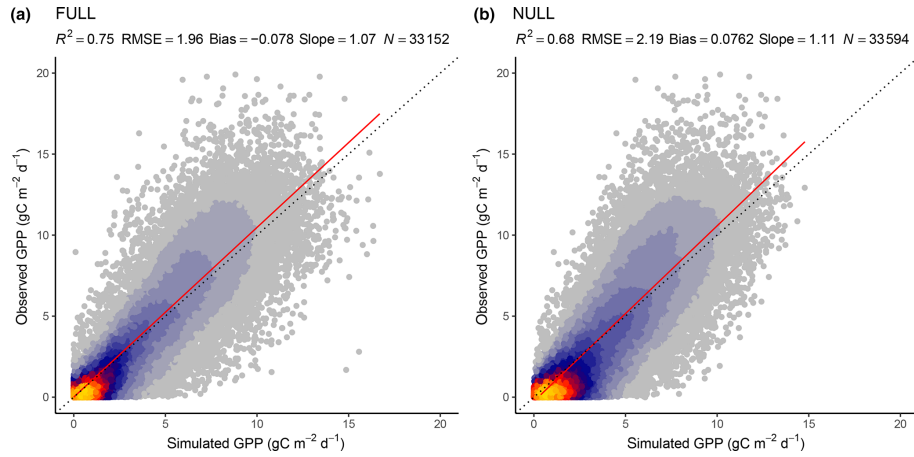 (a) FULL
R² = 0.75 RMSE = 1.96 Bias = −0.078 Slope = 1.07 N = 33152
20
15
10
5
0
Observed GPP (gC m⁻² d⁻¹)
0 5 10 15 20
Simulated GPP (gC m⁻² d⁻¹)
(b) NULL
R² = 0.68 RMSE = 2.19 Bias = 0.0762 Slope = 1.11 N = 33594
20
15
10
5
0
Observed GPP (gC m⁻² d⁻¹)
0 5 10 15 20
Simulated GPP (gC m⁻² d⁻¹)